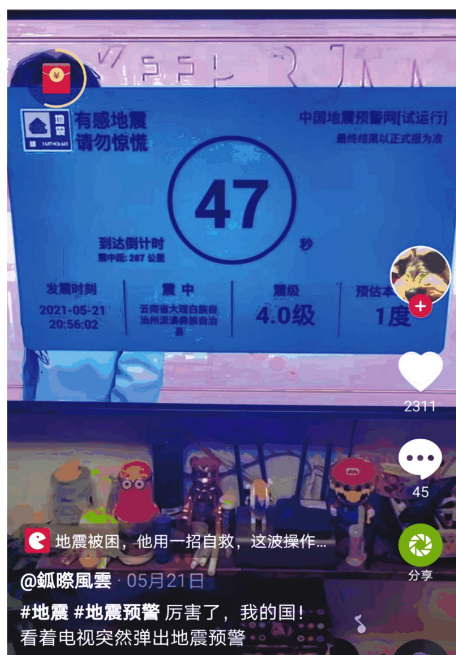 KEEP RUN
地震
有感地震
请勿惊慌
中国地震预警网[试运行]
最终结果以正式报为准
47
到达倒计时
震中距: 287 公里
秒
发震时刻
2021-05-21
20:56:02
震 中
云南省大理白族自
治州漾濞彝族自治
县
震级
4.0级
预估本
1度
2311
45
分享
地震被困，他用一招自救，这波操作...
@鈲際風雲 · 05月21日
#地震 #地震预警 厉害了，我的国！
看着电视突然弹出地震预警